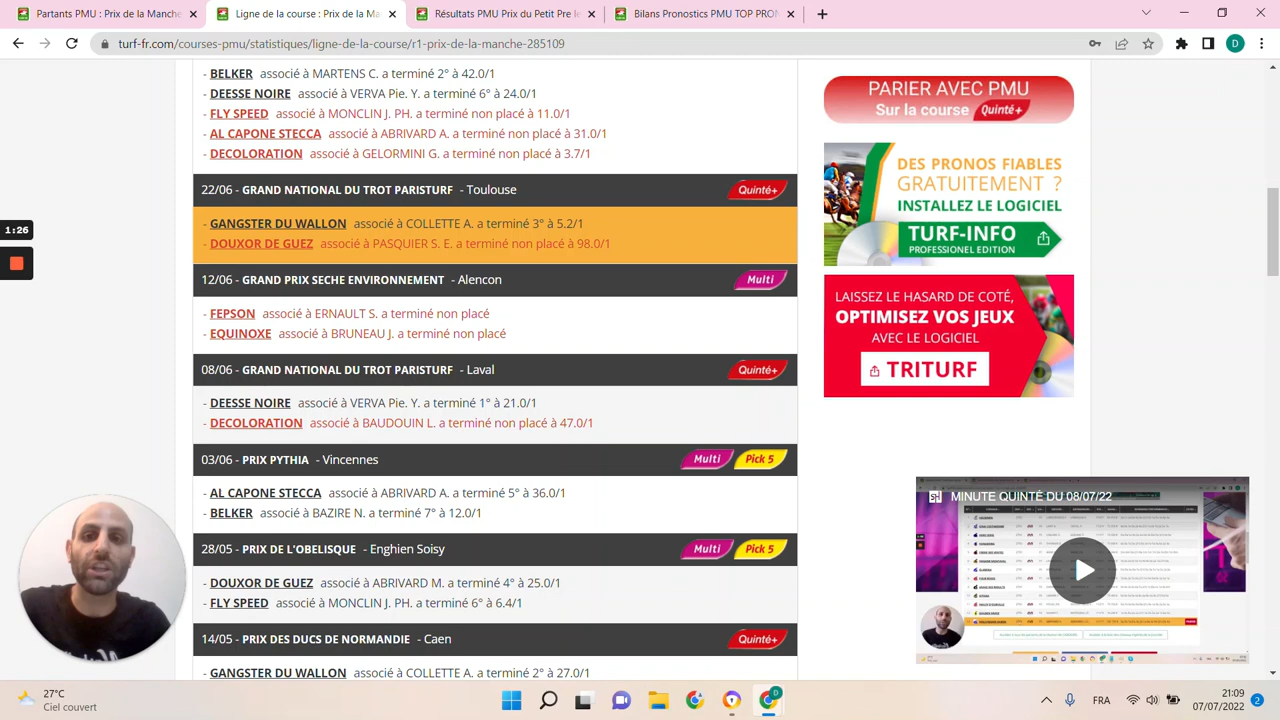 Partants PMU du Prix de la Manche
Ligne de la Course - Prix de la Ma
Résultats PMU Prix du Petit Pre le
Bilans Pronostics PMU TOP PRON
turf-fr.com/courses-pmu/statistiques/ligne-de-la-course/r1-prix-de-la-manche-285109
D
- BELKER associé à MARTENS C. a terminé 2° à 42.0/1
associé à VERVA Pie. Y. a terminé 6° à 24.0/1
MONCLIN J. PH. a terminé non placé à
- AL CAPONE STECCA associé à ABRIVARD A. a terminé non placé à 31.0/1
- DECOLORATION associé à GELORMINI G. a terminé non placé à 3.7/1
22/06 - GRAND NATIONAL DU TROT PARISTURF - Toulouse
Quinté+
- GANGSTER DU WALLON associé à COLLETTE A. a terminé 3° à 5.2/1
- DOUXOR DE GUEZ associé à PASQUIER S. E. a terminé non placé à 98.0/1
12/06 - GRAND PRIX SECHE ENVIRONNEMENT - Alencon
Multi
a terminé non placé
- EQUINOXE associé à BRUNEAU J. a terminé non placé
08/06 - GRAND NATIONAL DU TROT PARISTURF - Laval
Quinté+
- DEESSE NOIRE associé à VERVA Pie. Y. a terminé 1° à 21.0/1
- DECOLORATION associé à BAUDOUIN L. a terminé non placé à 47.0/1
03/06 - PRIX PYTHIA - Vincennes
Multi Pick 5
- AL CAPONE STECCA associé à ABRIVARD A. a terminé 5° à 36.0/1
- BELKER associé à BAZIRE N. a terminé 7° à 12.0/1
28/05 - PRIX DE L'OBELISQUE - Enghien Soisy
Multi Pick 5
- DOUXOR DE GUEZ associé à ABRIVARD A. a terminé 4° à 25.0/1
- FLY SPEED associé à MONCLIN J. PH. a terminé 6° à 6.4/1
14/05 - PRIX DES DUCS DE NORMANDIE - Caen
Quinté+
- GANGSTER DU WALLON associé à COLLETTE A. a terminé 2° à 27.0/1
PARIER AVEC PMU
Sur la course Quinté+
DES PRONOS FIABLES
GRATUITEMENT ?
INSTALLEZ LE LOGICIEL
TURF-INFO
PROFESSIONEL EDITION
LAISSEZ LE HASARD DE COTÉ,
OPTIMISEZ VOS JEUX
AVEC LE LOGICIEL
TRITURF
SH MINUTE QUINTÉ DU 08/07/22
1:26
27°C
Ciel couvert
D
FRA
21:09
07/07/2022
2